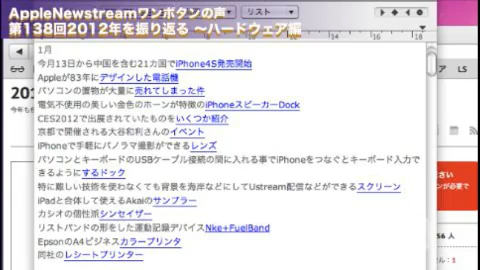 AppleNewstreamワンボタンの声
第138回2012年を振り返る ～ハードウェア編
リスト
18
1月
今月13日から中国を含む21カ国でiPhone4S発売開始
Appleが83年にデザインした電話機
パソコンの置物が大量に売れてしまった件
電気不使用の美しい金色のホーンが特徴のiPhoneスピーカーDock
CES2012で出展されていたものをいくつか紹介
京都で開催される大谷和利さんのイベント
iPhoneで手軽にパノラマ撮影ができるレンズ
パソコンとキーボードのUSBケーブル接続の間に入れる事でiPhoneをつなぐとキーボード入力で
きるようにするドック
特に難しい技術を使わなくても背景を海岸などにしてUstream配信などができるスクリーン
iPadと合体して使えるAkaiのサンプラー
カシオの個性派シンセイザー
リストバンドの形をした運動記録デバイスNke+FuelBand
EpsonのA4ビジネスカラープリンタ
同社のレシートプリンター
ア
LS
201